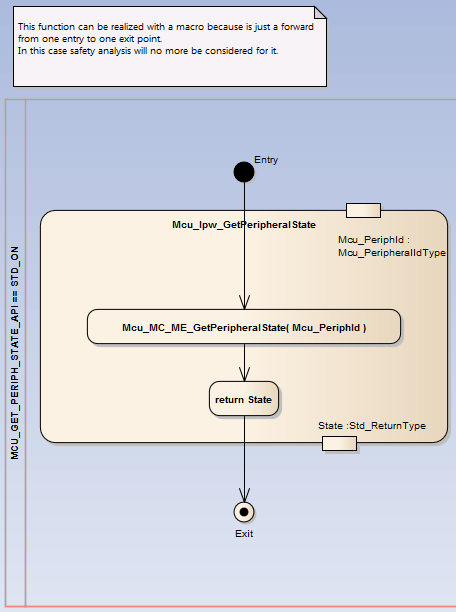 This function can be realized with a macro because is just a forward
from one entry to one exit point.
In this case safety analysis will no more be considered for it.
MCU_GET_PERIPH_STATE_API == STD_ON
Entry
Mcu_Ipw_GetPeripheralState
Mcu_PeriphId :
Mcu_PeripheralIdType
Mcu_MC_ME_GetPeripheralState( Mcu_PeriphId )
return State
State :Std_ReturnType
Exit